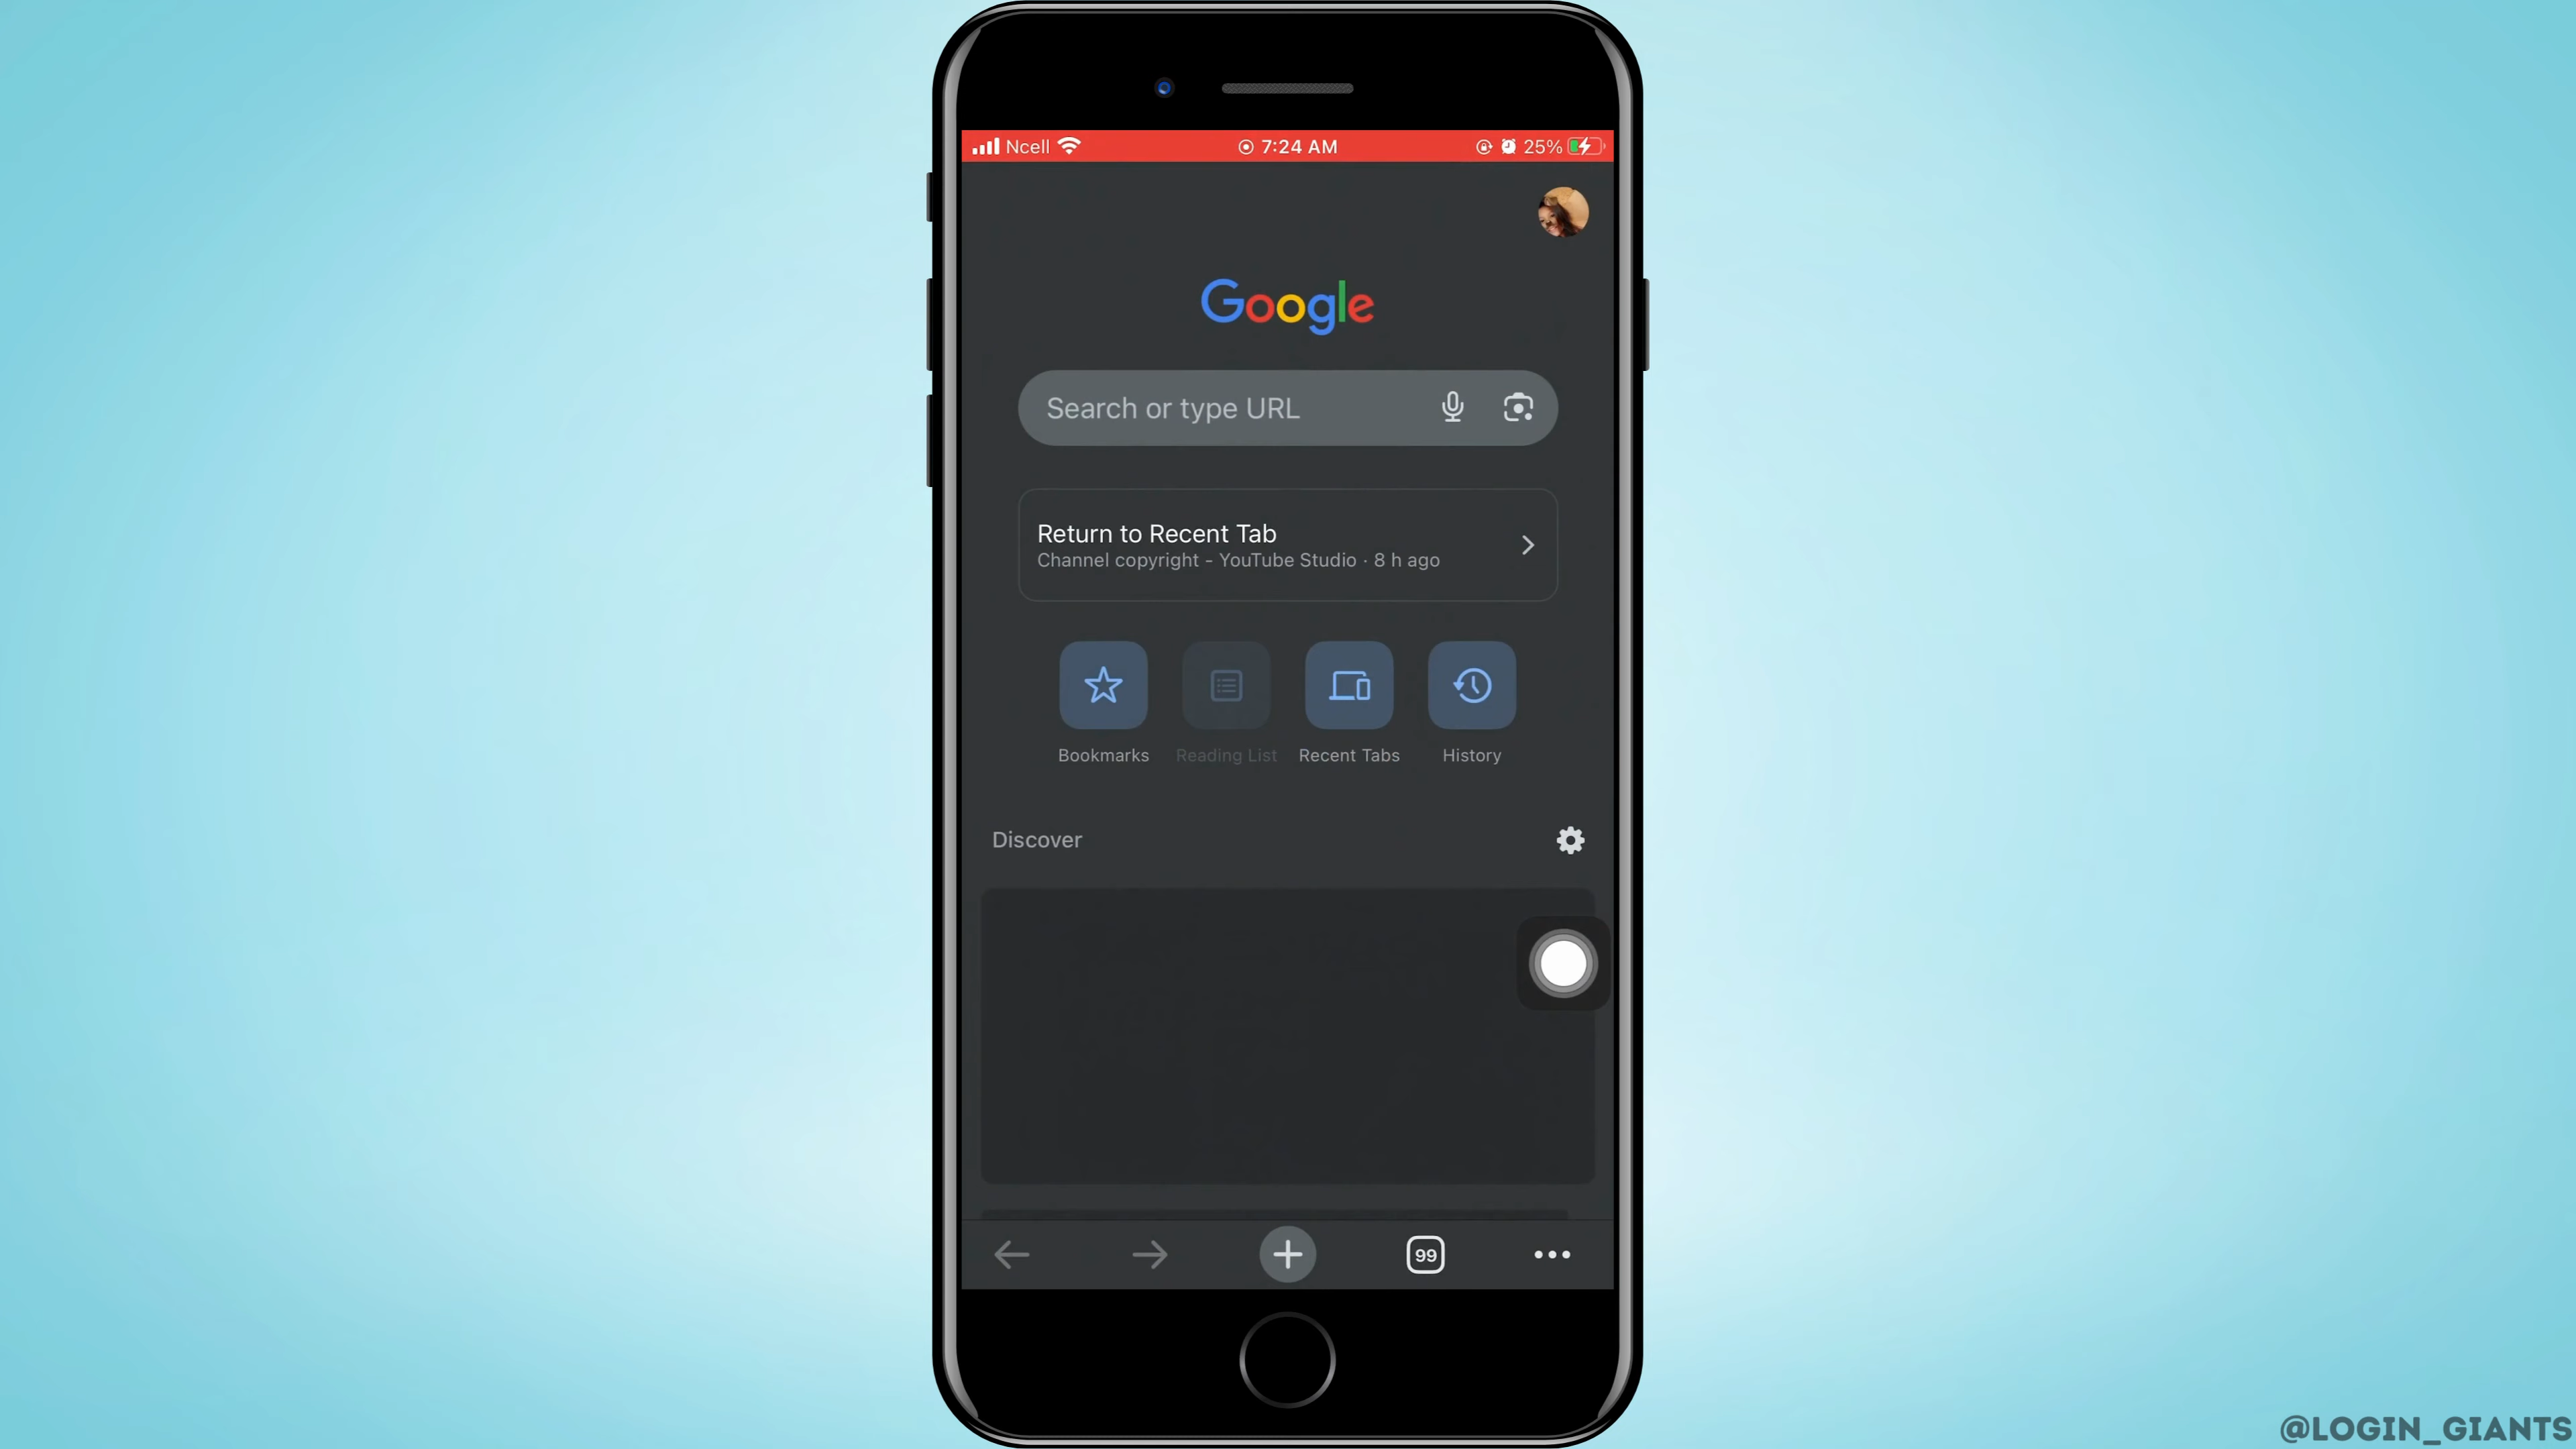 Ncell 7:24 AM 25%
Google
Search or type URL
Return to Recent Tab
Channel copyright - YouTube Studio · 8 h ago
Bookmarks Reading List Recent Tabs History
Discover
99
@LOGIN_GIANTS